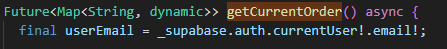 Future<Map<String, dynamic>> getCurrentOrder() async {
final userEmail = _supabase.auth.currentUser!.email!;